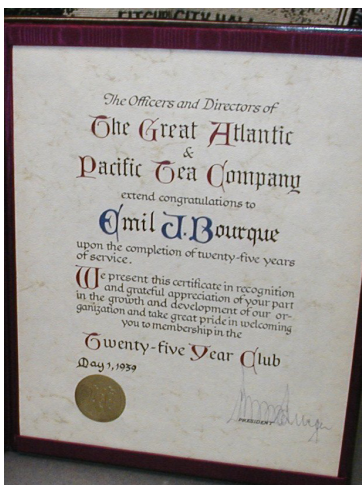 FITCHBURG CITY HALL
The Officers and Directors of
The Great Atlantic
&
Pacific Tea Company
extend congratulations to
Emil J. Bourque
upon the completion of twenty-five years
of service.
We present this certificate in recognition
and grateful appreciation of your part
in the growth and development of our or-
ganization and take great pride in welcoming
you to membership in the
Twenty-five Year Club
May 1, 1939
PRESIDENT